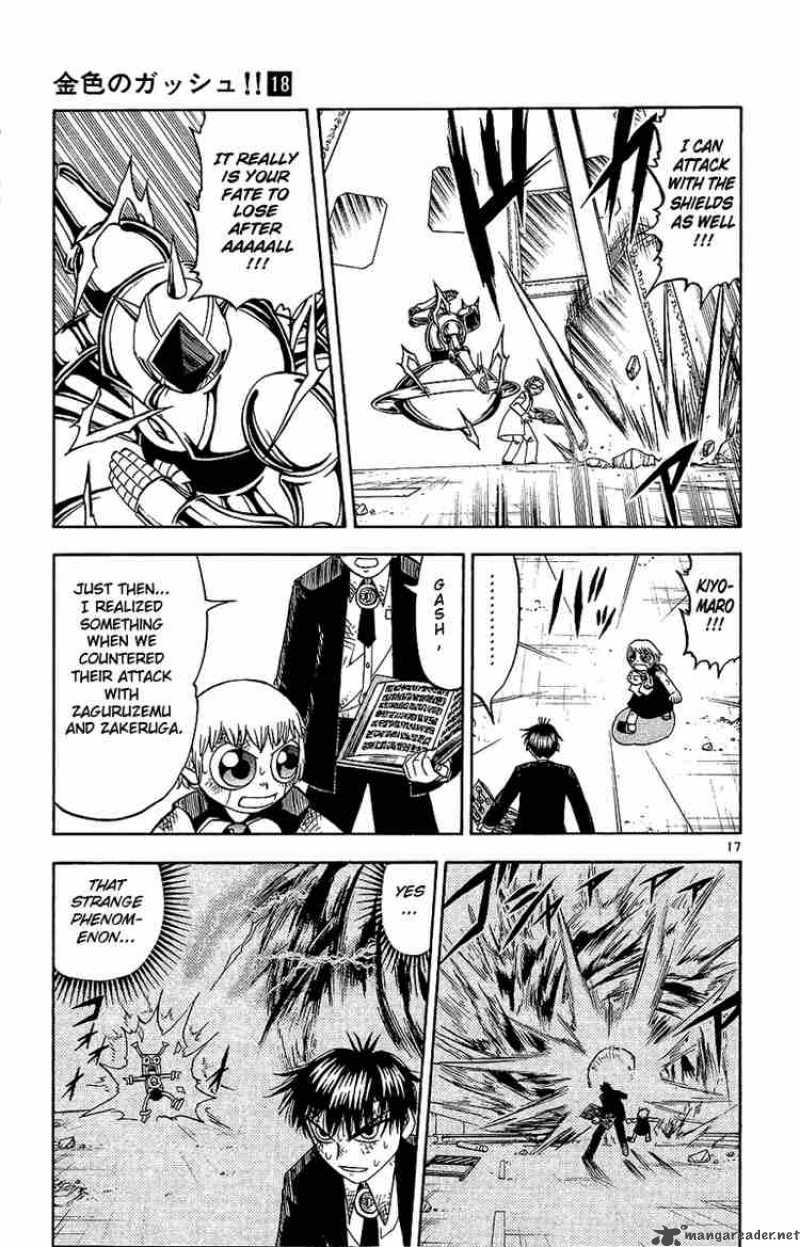 金色のガッシュ!! 18
I CAN
ATTACK
WITH THE
SHIELDS
AS WELL
!!!
IT REALLY
IS YOUR
FATE TO
LOSE
AFTER
AAAAALL
!!!
KIYO-
MARO
!!!
..........
GASH,
JUST THEN...
I REALIZED
SOMETHING
WHEN WE
COUNTERED
THEIR ATTACK
WITH
ZAGURUZEMU
AND ZAKERUGA.
17
YES
...
THAT
STRANGE
PHENOM-
ENON...
mangareader.net